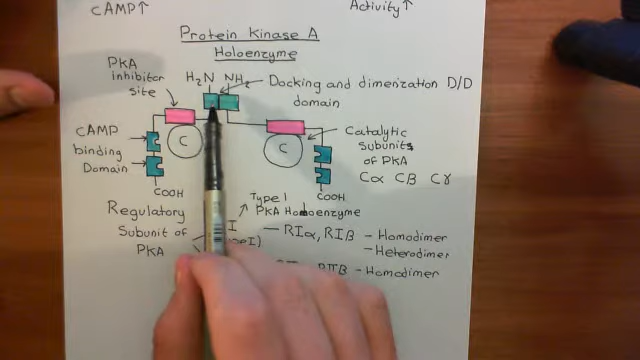 cAMP↑
Activity↑
Protein Kinase A
Holoenzyme
PKA
inhibitor
site
H₂N NH₂
Docking and dimerization D/D
domain
cAMP
binding
Domain
C
C
Catalytic
Subunits
of PKA
Cα Cβ Cγ
COOH
COOH
Type I
PKA Holoenzyme
Regulatory
Subunit of
PKA
I
RIα, RIβ - Homodimer
- Heterodimer
RIIβ - Homodimer